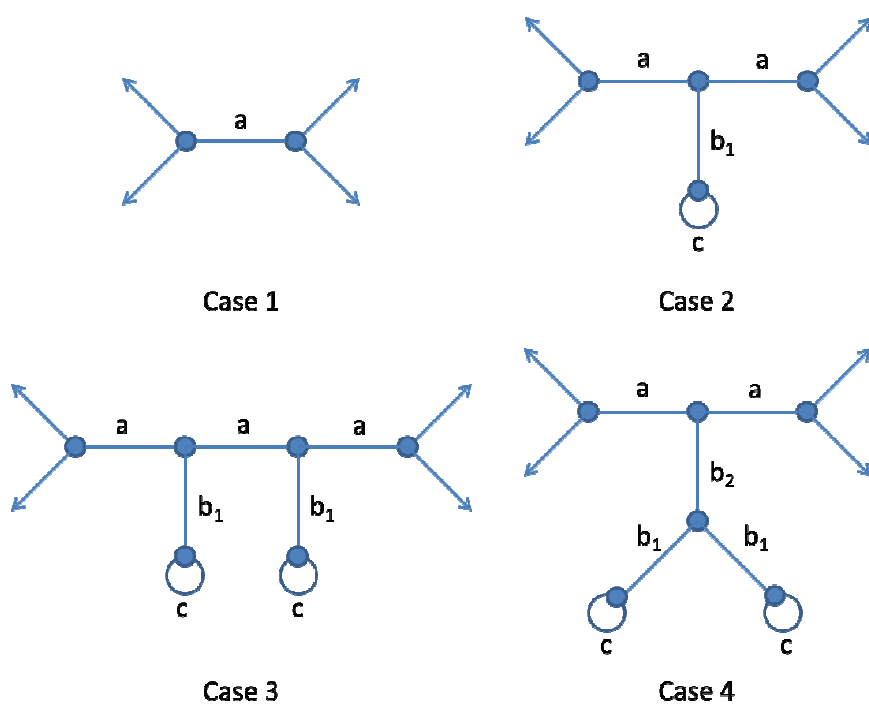 a
Case 1
a a
b₁
c
Case 2
a a a
b₁ b₁
c c
Case 3
a a
b₂
b₁ b₁
c c
Case 4